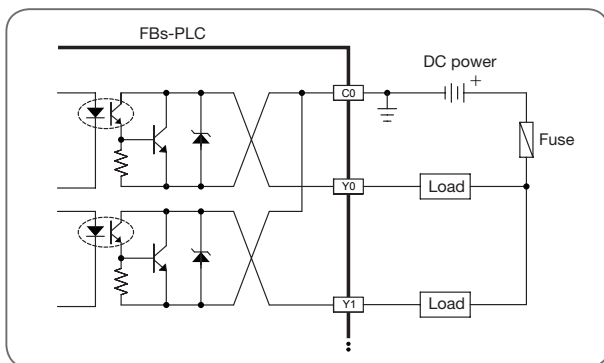 FBs-PLC
DC power
+
C0
Fuse
Y0
Load
Y1
Load